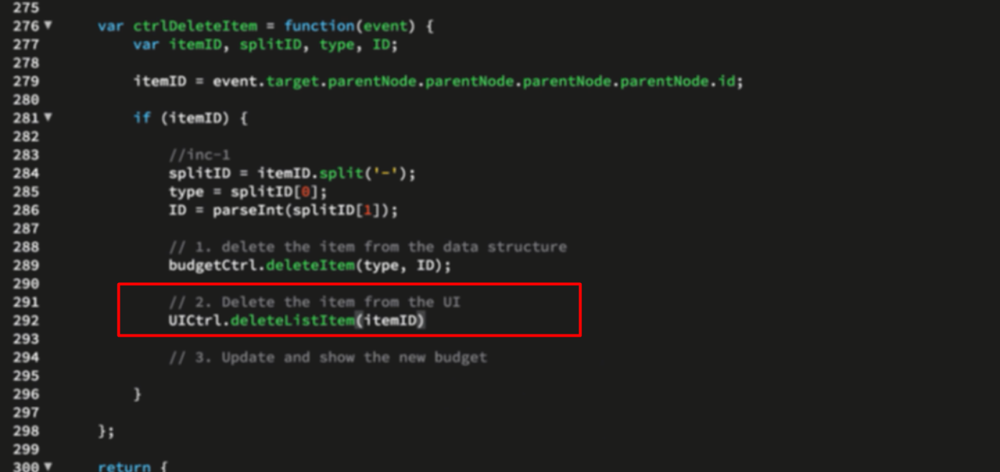 275
276 ▼ var ctrlDeleteItem = function(event) {
277 var itemID, splitID, type, ID;
278
279 itemID = event.target.parentNode.parentNode.parentNode.parentNode.id;
280
281 ▼ if (itemID) {
282
283 //inc-1
284 splitID = itemID.split('-');
285 type = splitID[0];
286 ID = parseInt(splitID[1]);
287
288 // 1. delete the item from the data structure
289 budgetCtrl.deleteItem(type, ID);
290
291 // 2. Delete the item from the UI
292 UICtrl.deleteListItem(itemID)
293
294 // 3. Update and show the new budget
295
296 }
297
298 };
299
300 ▼ return {